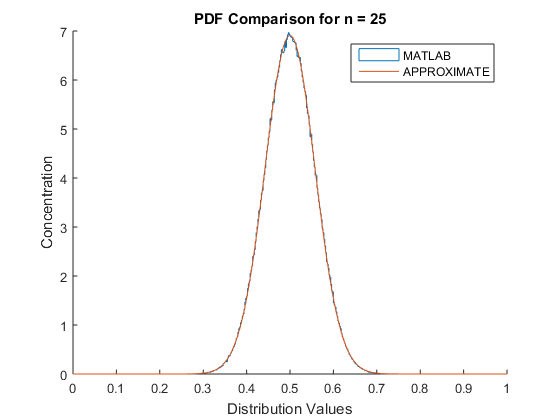 PDF Comparison for n = 25
MATLAB
APPROXIMATE
7
6
5
4
3
2
1
0
Concentration
0 0.1 0.2 0.3 0.4 0.5 0.6 0.7 0.8 0.9 1
Distribution Values